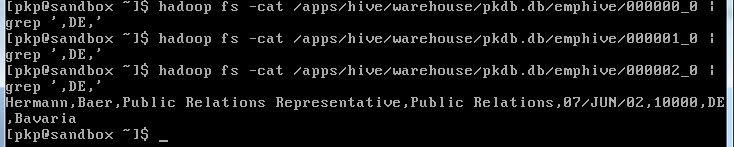 [pkp@sandbox ~]$ hadoop fs -cat /apps/hive/warehouse/pkdb.db/emphive/000000_0 |
grep ',DE,'
[pkp@sandbox ~]$ hadoop fs -cat /apps/hive/warehouse/pkdb.db/emphive/000001_0 |
grep ',DE,'
[pkp@sandbox ~]$ hadoop fs -cat /apps/hive/warehouse/pkdb.db/emphive/000002_0 |
grep ',DE,'
Hermann,Baer,Public Relations Representative,Public Relations,07/JUN/02,10000,DE
,Bavaria
[pkp@sandbox ~]$ _